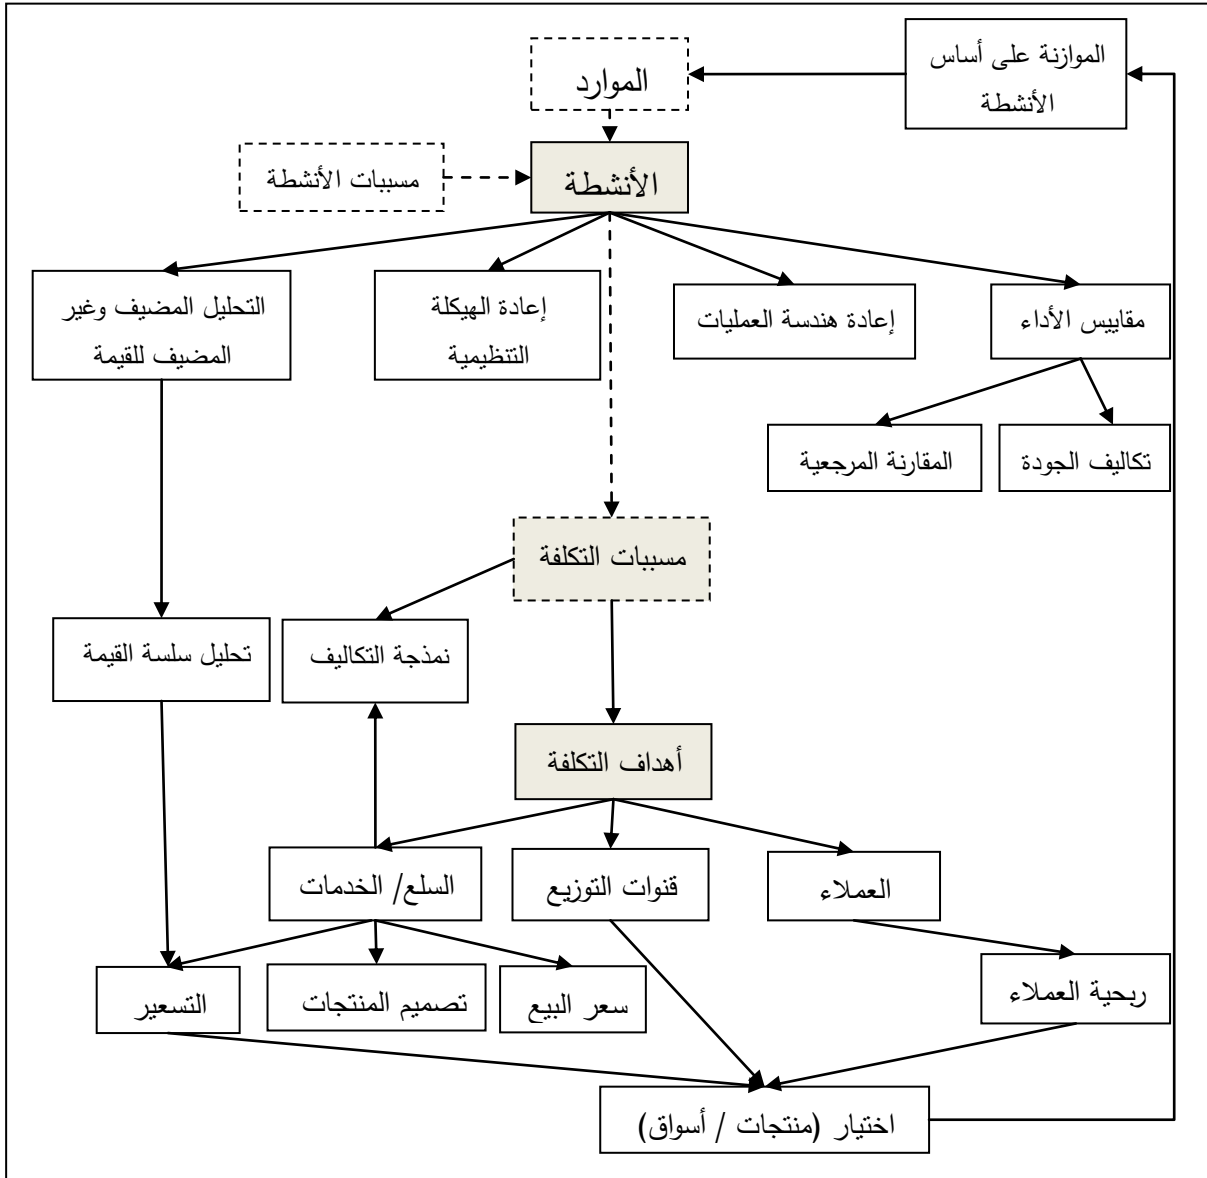 الموازنة على أساس
الأنشطة
الموارد
مسببات الأنشطة
الأنشطة
مقاييس الأداء
إعادة هندسة العمليات
إعادة الهيكلة
التنظيمية
التحليل المضيف وغير
المضيف للقيمة
تكاليف الجودة
المقارنة المرجعية
مسببات التكلفة
نمذجة التكاليف
تحليل سلسة القيمة
أهداف التكلفة
العملاء
قنوات التوزيع
السلع/ الخدمات
ربحية العملاء
سعر البيع
تصميم المنتجات
التسعير
اختيار (منتجات / أسواق)